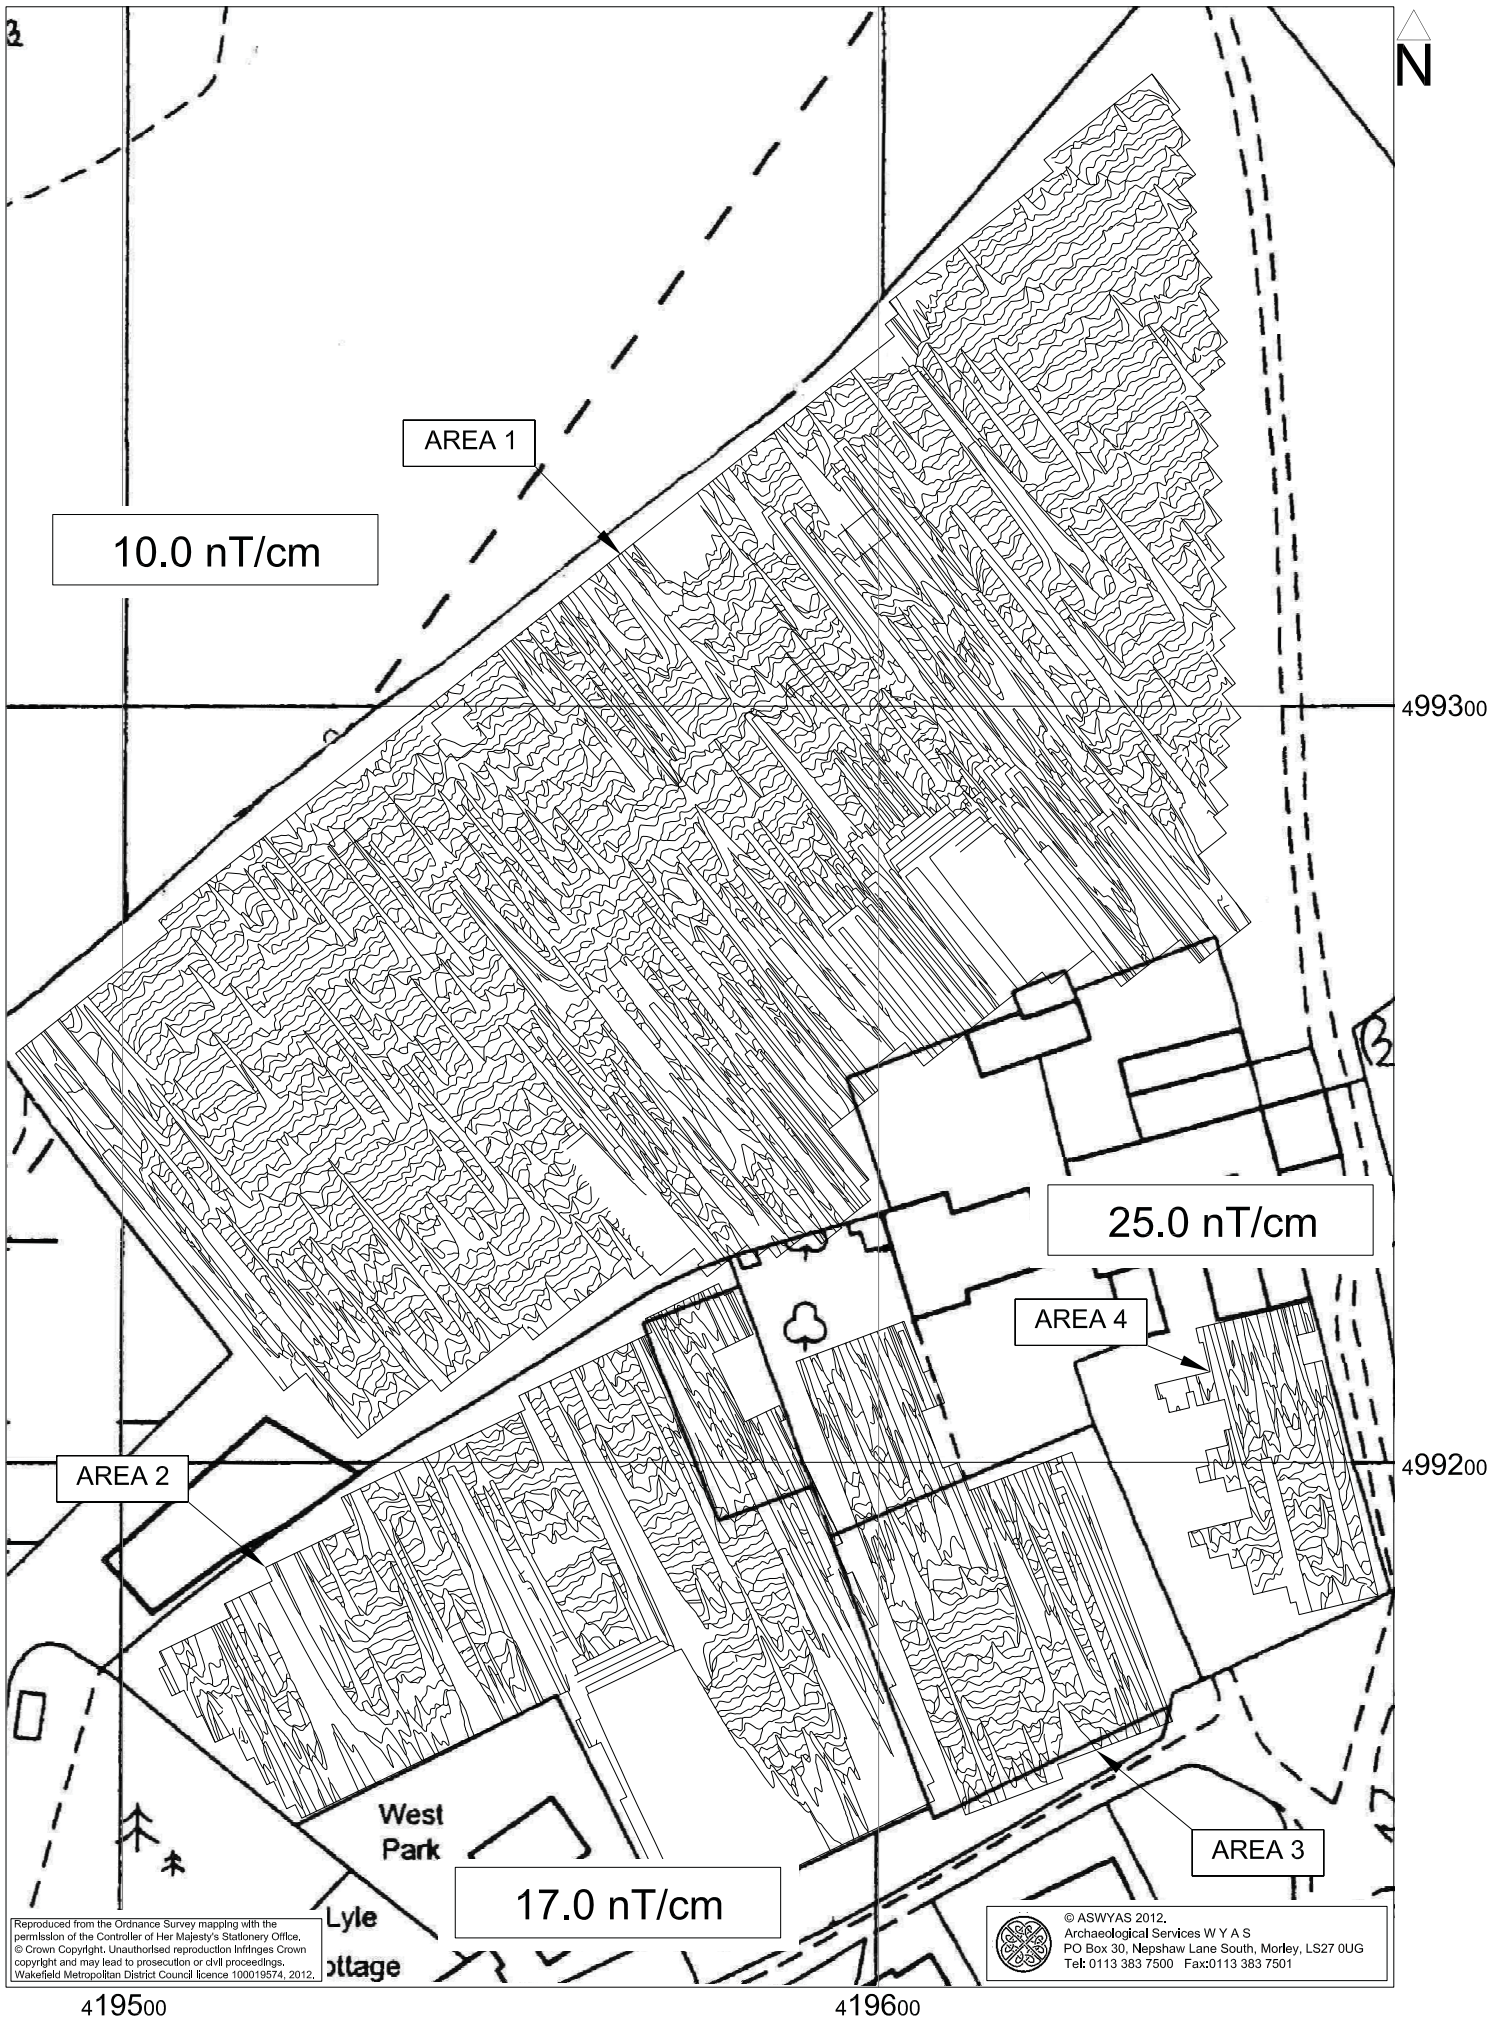 N
AREA 1
10.0 nT/cm
49930₀
25.0 nT/cm
AREA 4
AREA 2
499200
West
Park
AREA 3
17.0 nT/cm
Lyle
ottage
Reproduced from the Ordnance Survey mapping with the
permission of the Controller of Her Majesty's Stationery Office.
© Crown Copyright. Unauthorised reproduction infringes Crown
copyright and may lead to prosecution or civil proceedings.
Wakefield Metropolitan District Council licence 100019574, 2012.
© ASWYAS 2012.
Archaeological Services W Y A S
PO Box 30, Nepshaw Lane South, Morley, LS27 0UG
Tel: 0113 383 7500 Fax:0113 383 7501
419500
419600